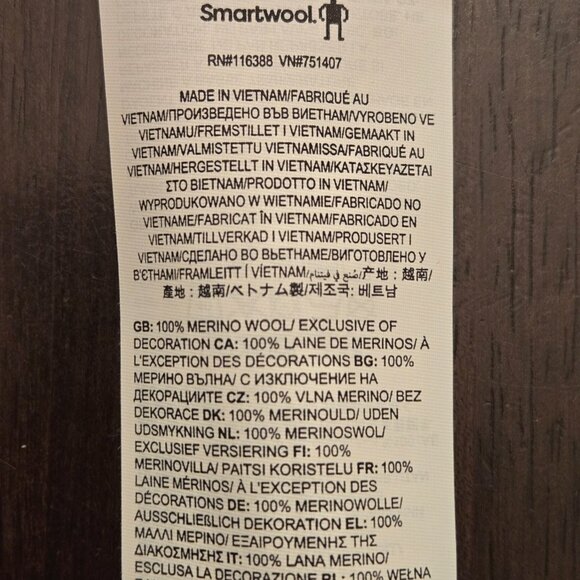 Smartwool
RN#116388 VN#751407
MADE IN VIETNAM/FABRIQUÉ AU
VIETNAM/ПРОИЗВЕДЕНО ВЪВ ВИЕТНАМ/VYROBENO VE
VIETNAMU/FREMSTILLET I VIETNAM/GEMAAKT IN
VIETNAM/VALMISTETTU VIETNAMISSA/FABRIQUÉ AU
VIETNAM/HERGESTELLT IN VIETNAM/ΚΑΤΑΣΚΕΥΑΖΕΤΑΙ
ΣΤΟ ΒΙΕΤΝΑΜ/PRODOTTO IN VIETNAM/
WYPRODUKOWANO W WIETNAMIE/FABRICADO NO
VIETNAME/FABRICAT ÎN VIETNAM/FABRICADO EN
VIETNAM/TILLVERKAD I VIETNAM/PRODUSERT I
VIETNAM/СДЕЛАНО ВО ВЬЕТНАМЕ/ВИГОТОВЛЕНО У
В'ЄТНАМІ/FRAMLEITT Í VÍETNAM/صُنع في فيتنام/产地：越南/
產地：越南/ベトナム製/제조국: 베트남
GB: 100% MERINO WOOL/ EXCLUSIVE OF
DECORATION CA: 100% LAINE DE MERINOS/ À
L'EXCEPTION DES DÉCORATIONS BG: 100%
МЕРИНО ВЪЛНА/ С ИЗКЛЮЧЕНИЕ НА
ДЕКОРАЦИИТЕ CZ: 100% VLNA MERINO/ BEZ
DEKORACE DK: 100% MERINOULD/ UDEN
UDSMYKNING NL: 100% MERINOSWOL/
EXCLUSIEF VERSIERING FI: 100%
MERINOVILLA/ PAITSI KORISTELU FR: 100%
LAINE MÉRINOS/ À L'EXCEPTION DES
DÉCORATIONS DE: 100% MERINOWOLLE/
AUSSCHLIEßLICH DEKORATION EL: 100%
ΜΑΛΛΙ ΜΕΡΙΝΟ/ ΕΞΑΙΡΟΥΜΕΝΗΣ ΤΗΣ
ΔΙΑΚΟΣΜΗΣΗΣ IT: 100% LANA MERINO/
ESCLUSA LA DECORAZIONE PL: 100% WEŁNA